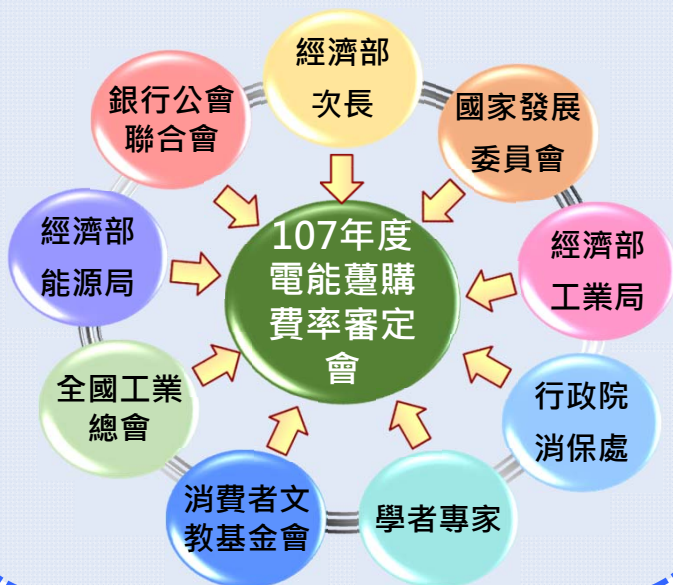 經濟部
次長
國家發展
委員會
經濟部
工業局
行政院
消保處
學者專家
消費者文
教基金會
全國工業
總會
經濟部
能源局
銀行公會
聯合會
107年度
電能躉購
費率審定
會